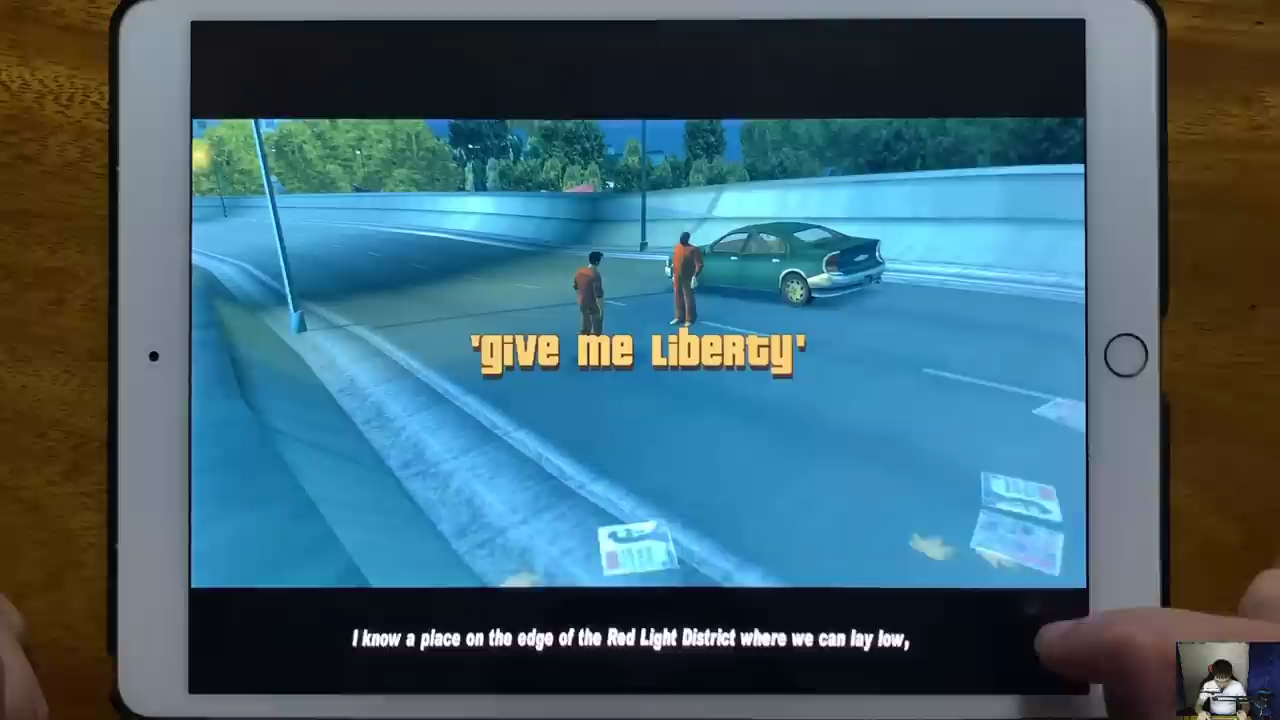 'give me liberty'
I know a place on the edge of the Red Light District where we can lay low,